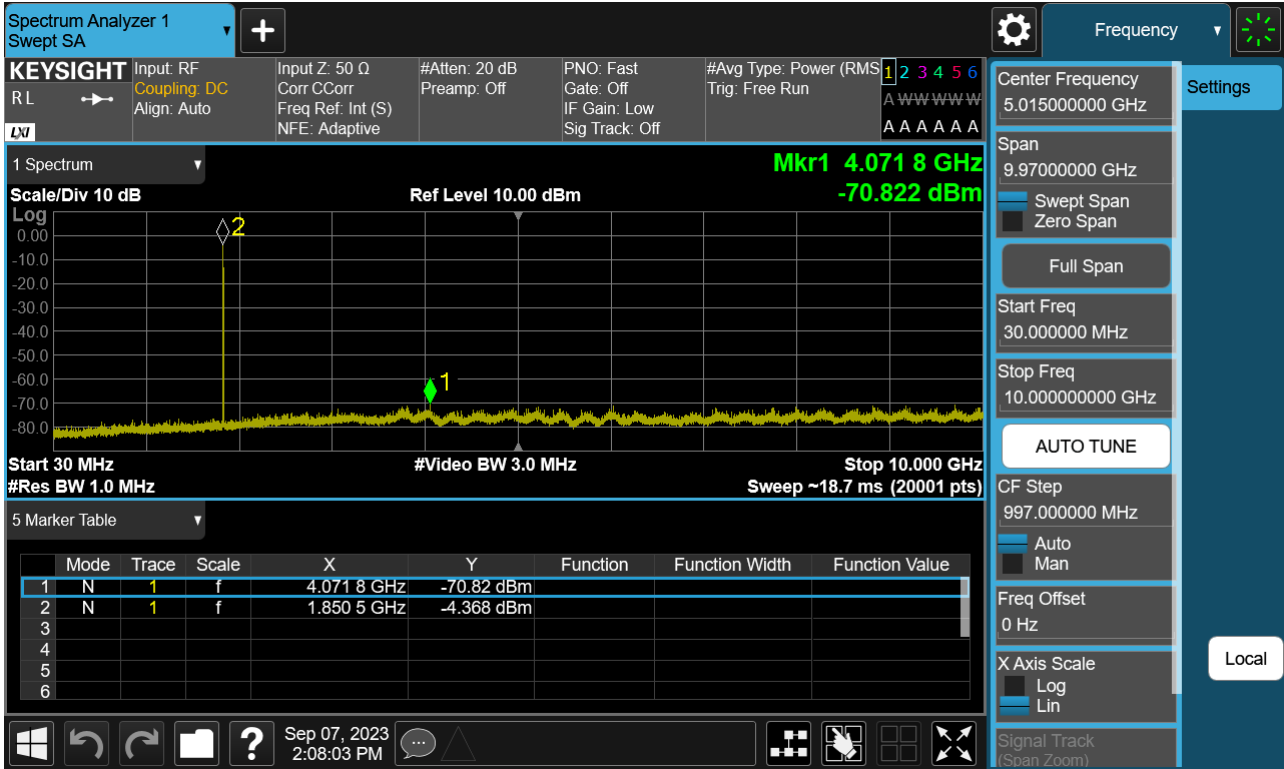 Spectrum Analyzer 1
Swept SA
Frequency
KEYSIGHT
R L
LXI
Input: RF
Coupling: DC
Align: Auto
Input Z: 50 Ω
Corr CCorr
Freq Ref: Int (S)
NFE: Adaptive
#Atten: 20 dB
Preamp: Off
PNO: Fast
Gate: Off
IF Gain: Low
Sig Track: Off
#Avg Type: Power (RMS
Trig: Free Run
1 2 3 4 5 6
A W W W W W
A A A A A A
1 Spectrum
Mkr1 4.071 8 GHz
-70.822 dBm
Scale/Div 10 dB
Ref Level 10.00 dBm
Log
0.00
-10.0
-20.0
-30.0
-40.0
-50.0
-60.0
-70.0
-80.0
2
1
Start 30 MHz
#Video BW 3.0 MHz
Stop 10.000 GHz
#Res BW 1.0 MHz
Sweep ~18.7 ms (20001 pts)
5 Marker Table
Mode Trace Scale X Y Function Function Width Function Value
1 N 1 f 4.071 8 GHz -70.82 dBm
2 N 1 f 1.850 5 GHz -4.368 dBm
3
4
5
6
Sep 07, 2023
2:08:03 PM
Center Frequency
5.015000000 GHz
Span
9.97000000 GHz
Swept Span
Zero Span
Full Span
Start Freq
30.000000 MHz
Stop Freq
10.000000000 GHz
AUTO TUNE
CF Step
997.000000 MHz
Auto
Man
Freq Offset
0 Hz
X Axis Scale
Log
Lin
Signal Track
(Span Zoom)
Settings
Local